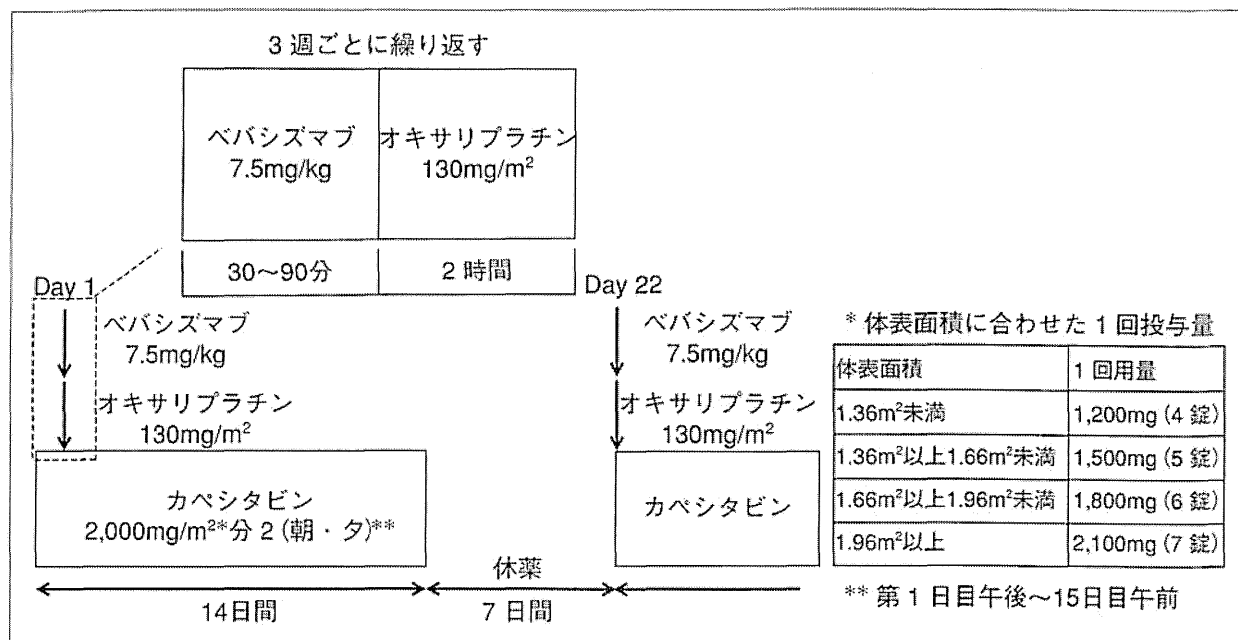 3 週ごとに繰り返す
ベバシズマブ
7.5mg/kg
オキサリプラチン
130mg/m²
30〜90分
2 時間
Day 1
ベバシズマブ
7.5mg/kg
オキサリプラチン
130mg/m²
カペシタビン
2,000mg/m²*分 2 (朝・夕)**
14日間
休薬
7 日間
Day 22
ベバシズマブ
7.5mg/kg
オキサリプラチン
130mg/m²
カペシタビン
* 体表面積に合わせた 1 回投与量
体表面積 1 回用量
1.36m²未満 1,200mg (4 錠)
1.36m²以上1.66m²未満 1,500mg (5 錠)
1.66m²以上1.96m²未満 1,800mg (6 錠)
1.96m²以上 2,100mg (7 錠)
** 第 1 日目午後〜15日目午前